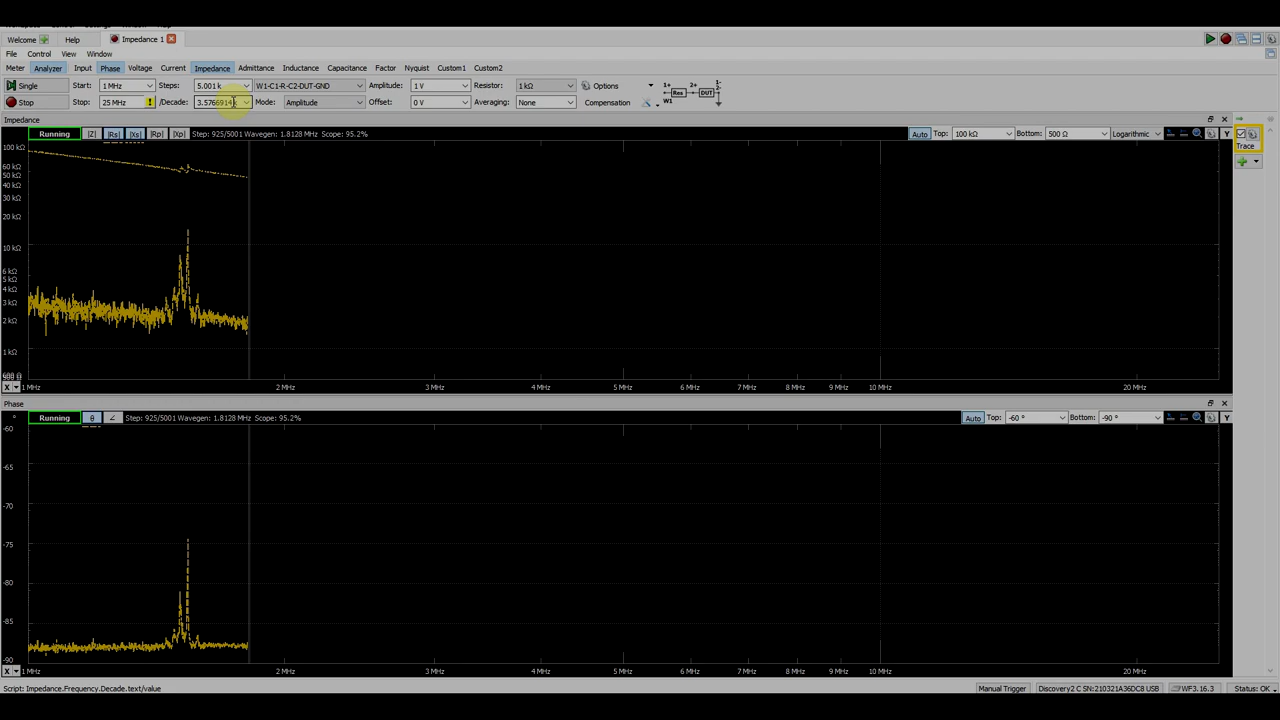 Welcome Help Impedance 1
File Control View Window
Meter Analyzer Input Phase Voltage Current Impedance Admittance Inductance Capacitance Factor Nyquist Custom1 Custom2
Single Start: 1 MHz Steps: 5.001 k W1-C1-R-C2-DUT-GND Amplitude: 1 V Resistor: 1 kΩ Options 1+ 2+ 1-
Res DUT 2-
Stop Stop: 25 MHz ! /Decade: 3.5766914 k Mode: Amplitude Offset: 0 V Averaging: None Compensation W1
Impedance
Running |Z| |Rs| |Xs| |Rp| |Xp| Step: 925/5001 Wavegen: 1.8128 MHz Scope: 95.2% Auto Top: 100 kΩ Bottom: 500 Ω Logarithmic Y
Trace
100 kΩ
60 kΩ
50 kΩ
40 kΩ
30 kΩ
20 kΩ
10 kΩ
6 kΩ
5 kΩ
4 kΩ
3 kΩ
2 kΩ
1 kΩ
X 1 MHz 2 MHz 3 MHz 4 MHz 5 MHz 6 MHz 7 MHz 8 MHz 9 MHz 10 MHz 20 MHz
Phase
° Running θ ∠ Step: 925/5001 Wavegen: 1.8128 MHz Scope: 95.2% Auto Top: -60 ° Bottom: -90 ° Y
-60
-65
-70
-75
-80
-85
-90
X 1 MHz 2 MHz 3 MHz 4 MHz 5 MHz 6 MHz 7 MHz 8 MHz 9 MHz 10 MHz 20 MHz
Script: Impedance.Frequency.Decade.text/value Manual Trigger Discovery2 C SN:210321A36DC8 USB WF3.16.3 Status: OK